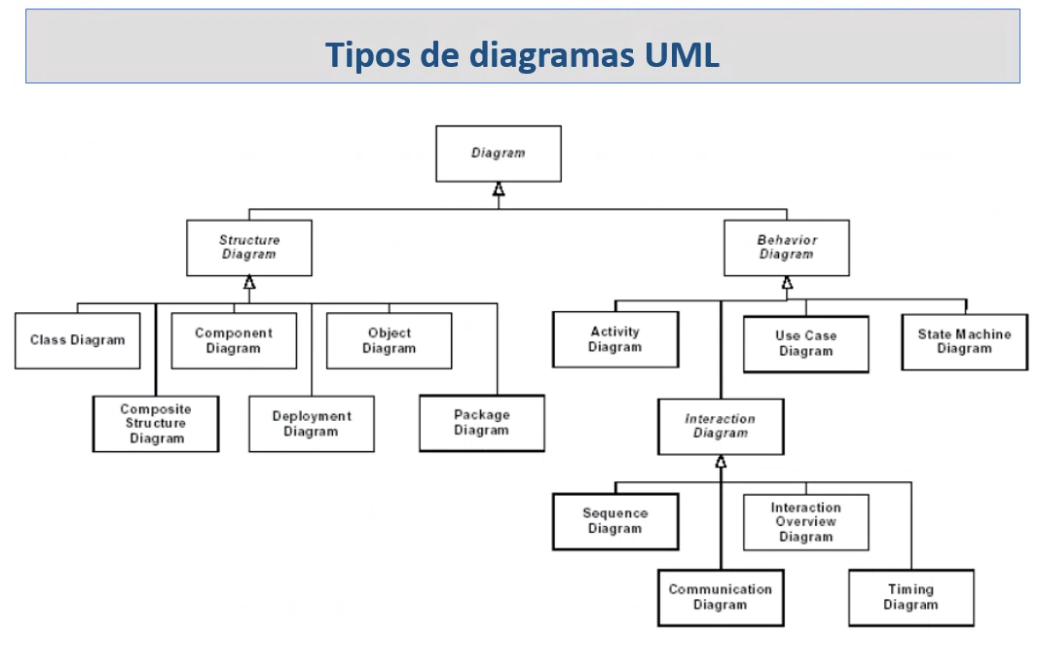 Tipos de diagramas UML
Diagram
Structure
Diagram
Behavior
Diagram
Class Diagram
Component
Diagram
Object
Diagram
Activity
Diagram
Use Case
Diagram
State Machine
Diagram
Composite
Structure
Diagram
Deployment
Diagram
Package
Diagram
Interaction
Diagram
Sequence
Diagram
Interaction
Overview
Diagram
Communication
Diagram
Timing
Diagram